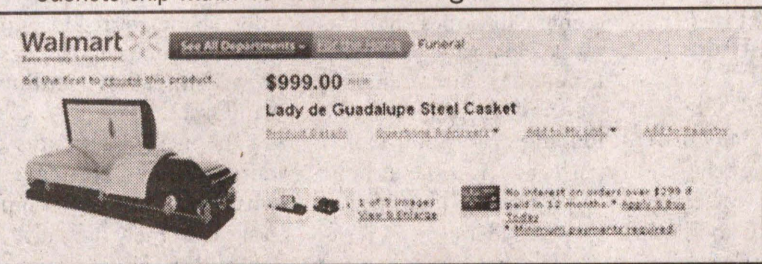 Walmart
Save money. Live better.
See All Departments
Funeral
Be the first to review this product.
$999.00
Lady de Guadalupe Steel Casket
Product Details Questions & Answers Add to My List Add to Registry
1 of 5 images
View & Enlarge
No interest on orders over $299 if
paid in 12 months.* Apply & Buy
Today
* Minimum payments required.